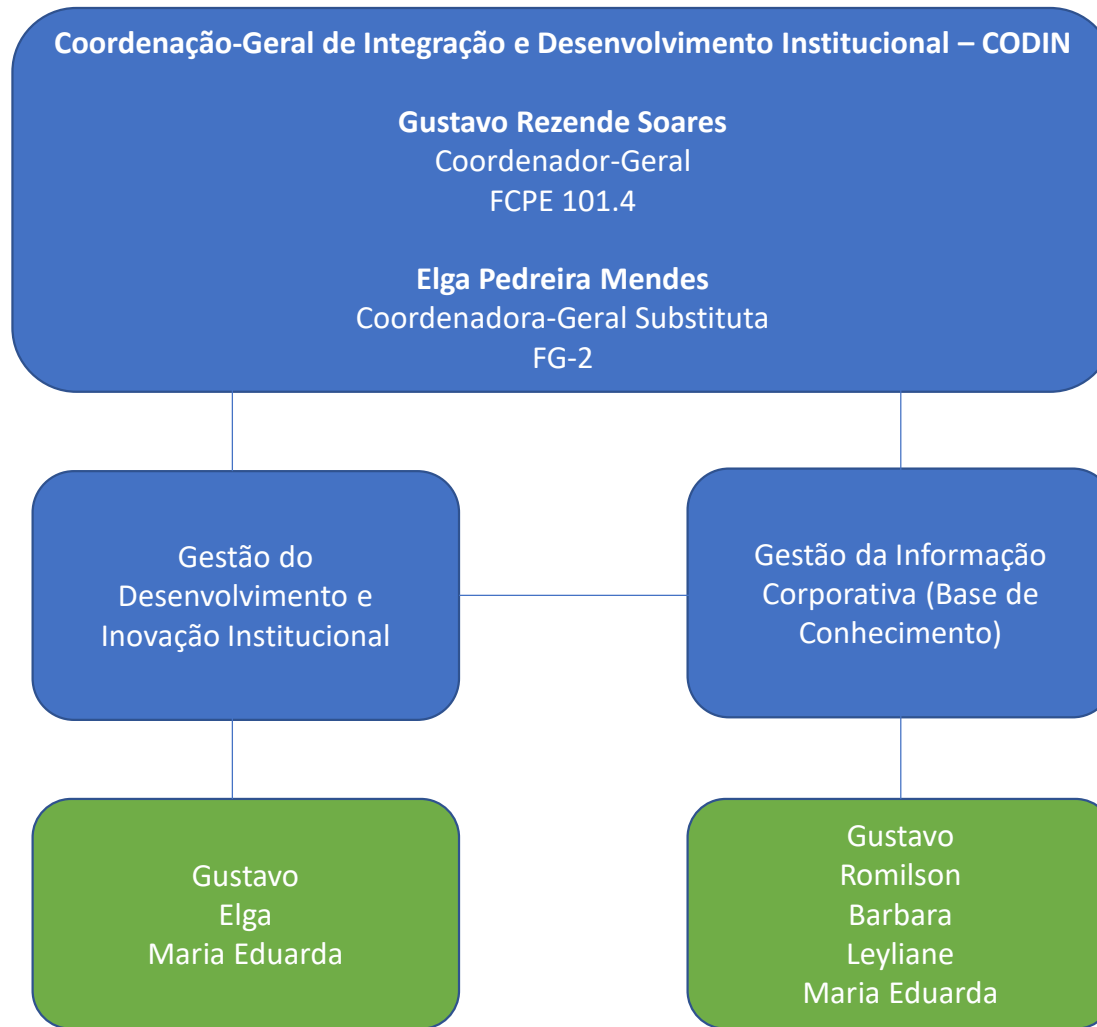 Coordenação-Geral de Integração e Desenvolvimento Institucional – CODIN
Gustavo Rezende Soares
Coordenador-Geral
FCPE 101.4
Elga Pedreira Mendes
Coordenadora-Geral Substituta
FG-2
Gestão do
Desenvolvimento e
Inovação Institucional
Gestão da Informação
Corporativa (Base de
Conhecimento)
Gustavo
Elga
Maria Eduarda
Gustavo
Romilson
Barbara
Leyliane
Maria Eduarda